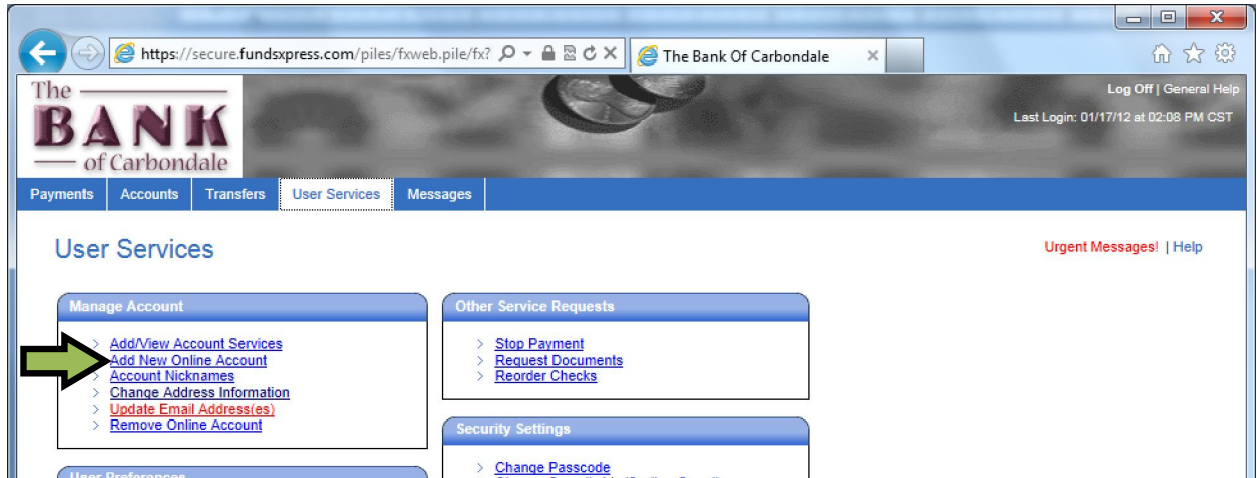 https://secure.fundsxpress.com/piles/fxweb.pile/fx?
The Bank Of Carbondale
The
BANK
of Carbondale
Log Off | General Help
Last Login: 01/17/12 at 02:08 PM CST
Payments Accounts Transfers User Services Messages
User Services
Urgent Messages! | Help
Manage Account
> Add/View Account Services
> Add New Online Account
> Account Nicknames
> Change Address Information
> Update Email Address(es)
> Remove Online Account
User Preferences
Other Service Requests
> Stop Payment
> Request Documents
> Reorder Checks
Security Settings
> Change Passcode